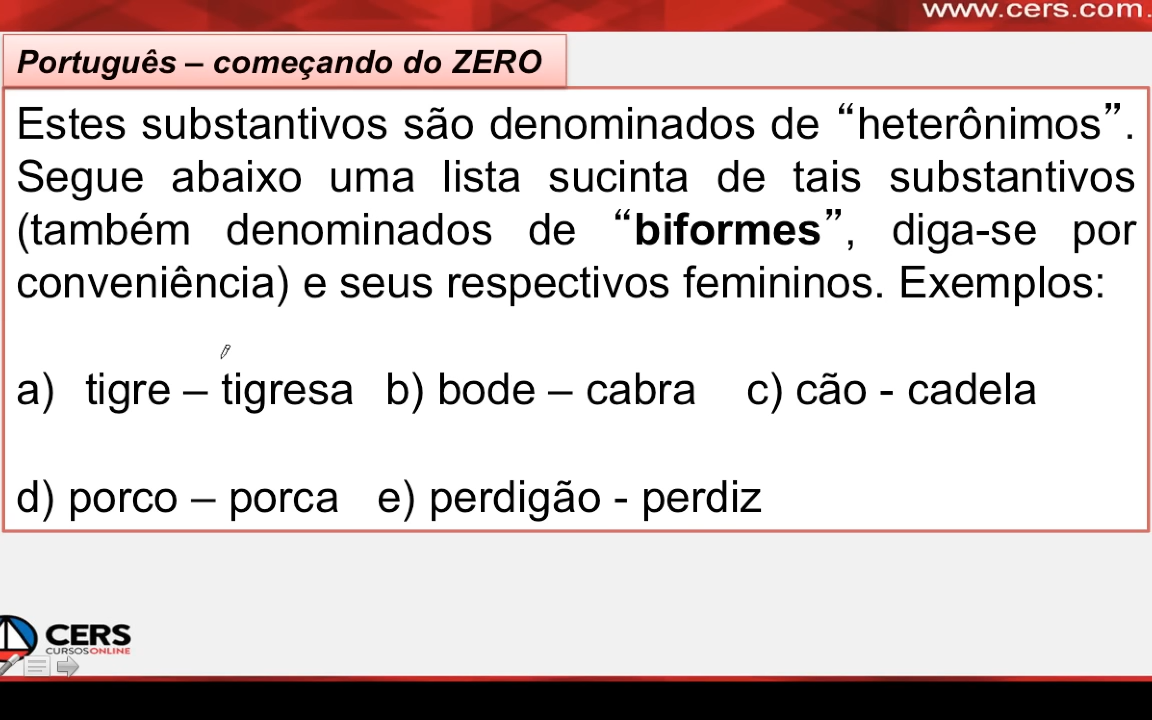 www.cers.com.
Português – começando do ZERO
Estes substantivos são denominados de “heterônimos”.
Segue abaixo uma lista sucinta de tais substantivos
(também denominados de “biformes”, diga-se por
conveniência) e seus respectivos femininos. Exemplos:
a) tigre – tigresa b) bode – cabra c) cão - cadela
d) porco – porca e) perdigão - perdiz
CERS
CURSOSONLINE